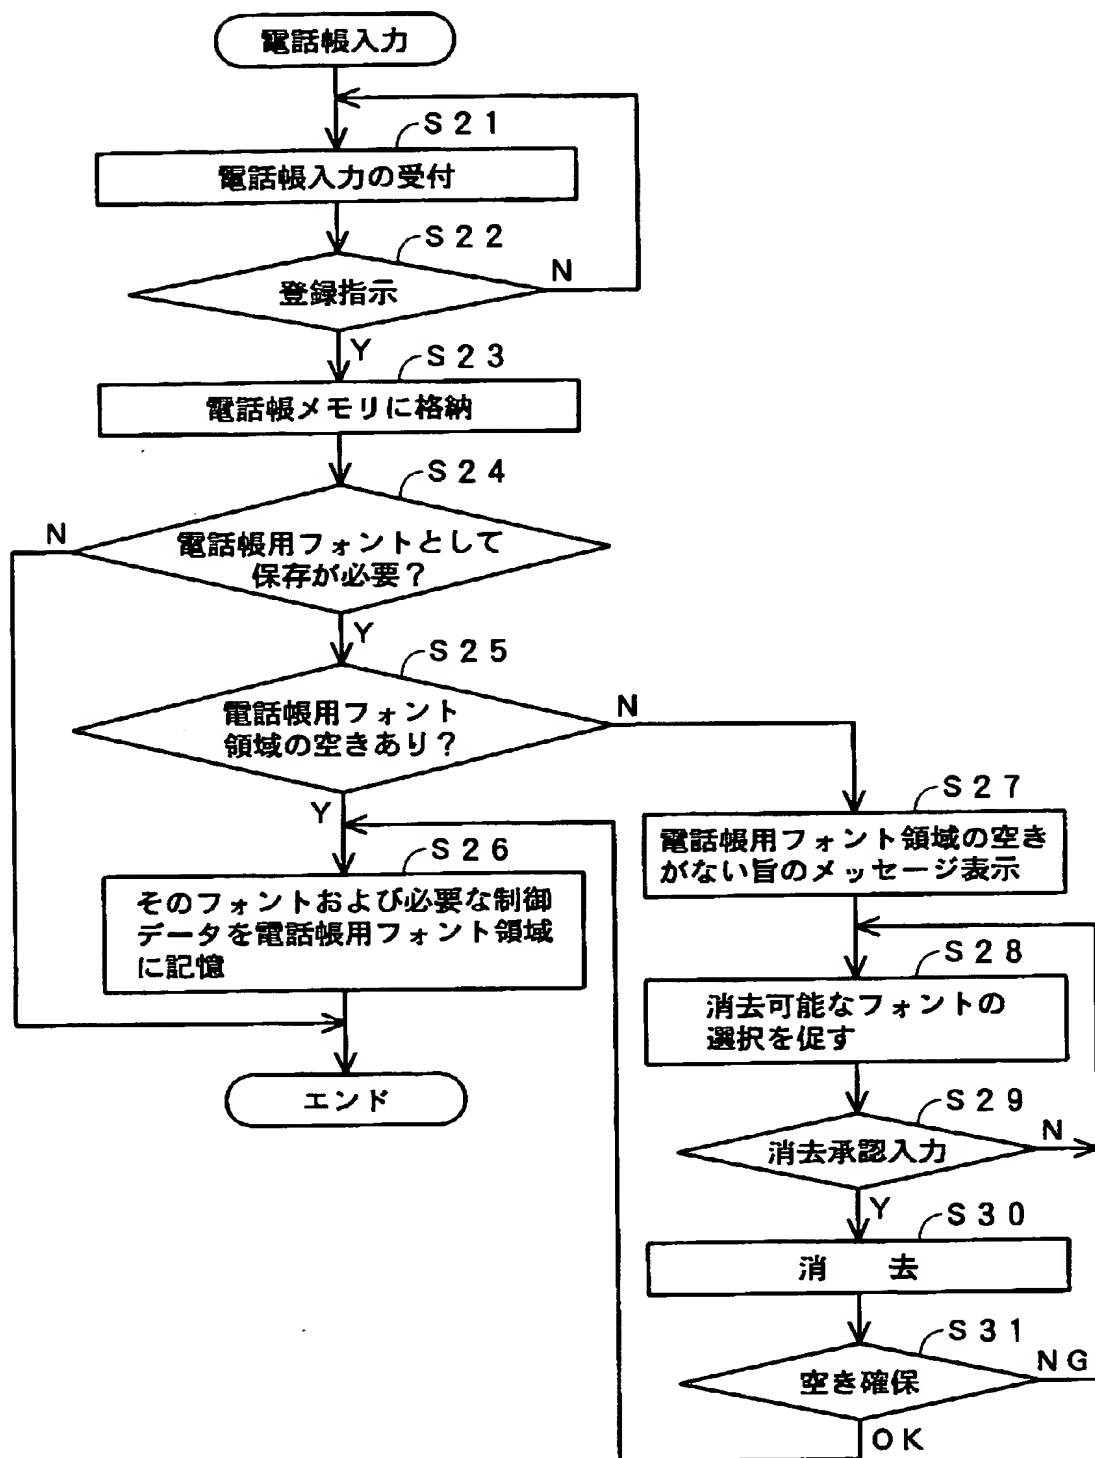 電話帳入力
S21
電話帳入力の受付
S22
登録指示
N
Y
S23
電話帳メモリに格納
S24
N
電話帳用フォントとして
保存が必要？
Y
S25
電話帳用フォント
領域の空きあり？
N
Y
S26
そのフォントおよび必要な制御
データを電話帳用フォント領域
に記憶
エンド
S27
電話帳用フォント領域の空き
がない旨のメッセージ表示
S28
消去可能なフォントの
選択を促す
S29
消去承認入力
N
Y
S30
消 去
S31
空き確保
NG
OK